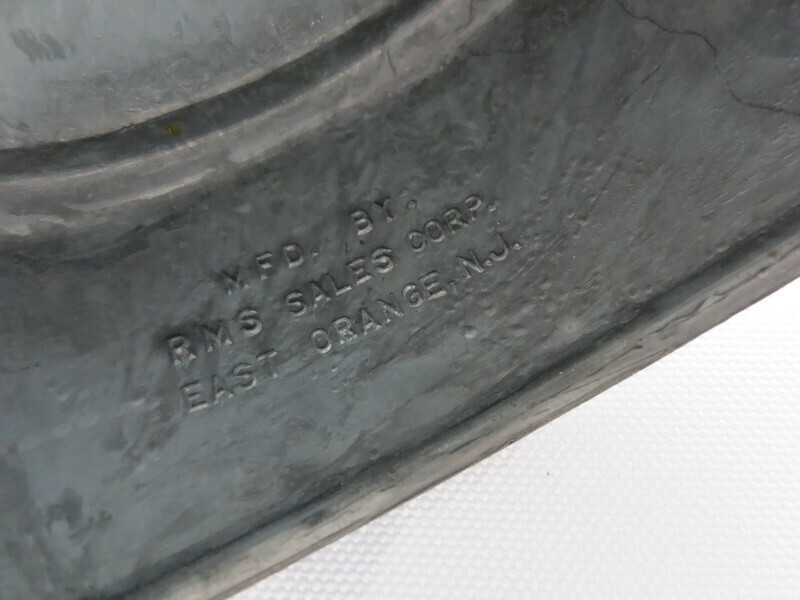 MFD. BY:
RMS SALES CORP.
EAST ORANGE, N.J.